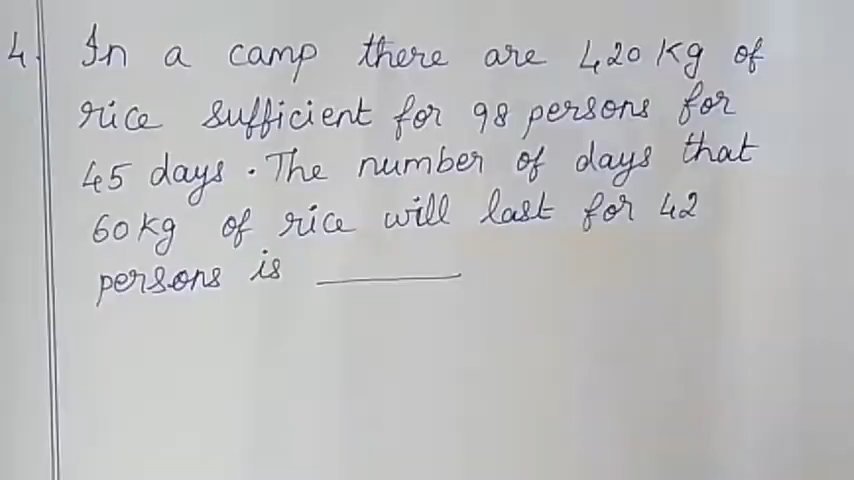 4. In a camp there are 420 kg of
rice sufficient for 98 persons for
45 days. The number of days that
60 kg of rice will last for 42
persons is ________